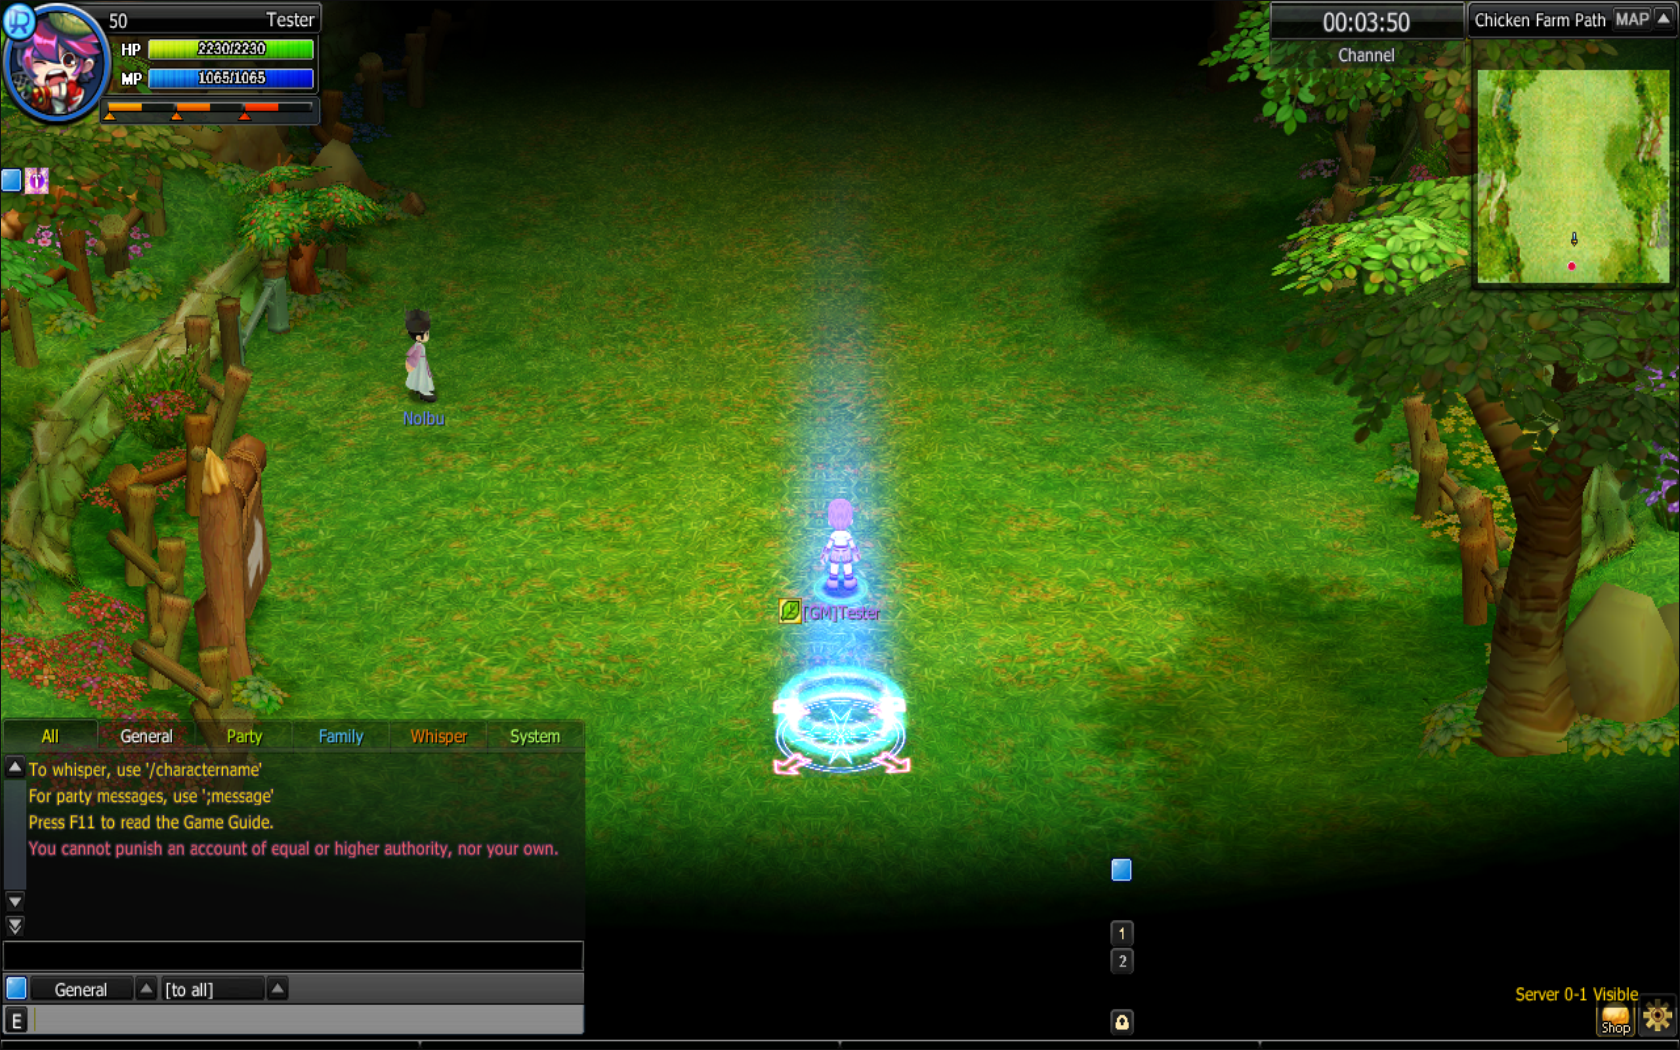 50 Tester
HP 2230/2230
MP 1065/1065
00:03:50
Channel
Chicken Farm Path MAP
Nolbu
[GM]Tester
All General Party Family Whisper System
To whisper, use '/charactername'
For party messages, use ';message'
Press F11 to read the Game Guide.
You cannot punish an account of equal or higher authority, nor your own.
1
2
General [to all]
E
Server 0-1 Visible
Shop